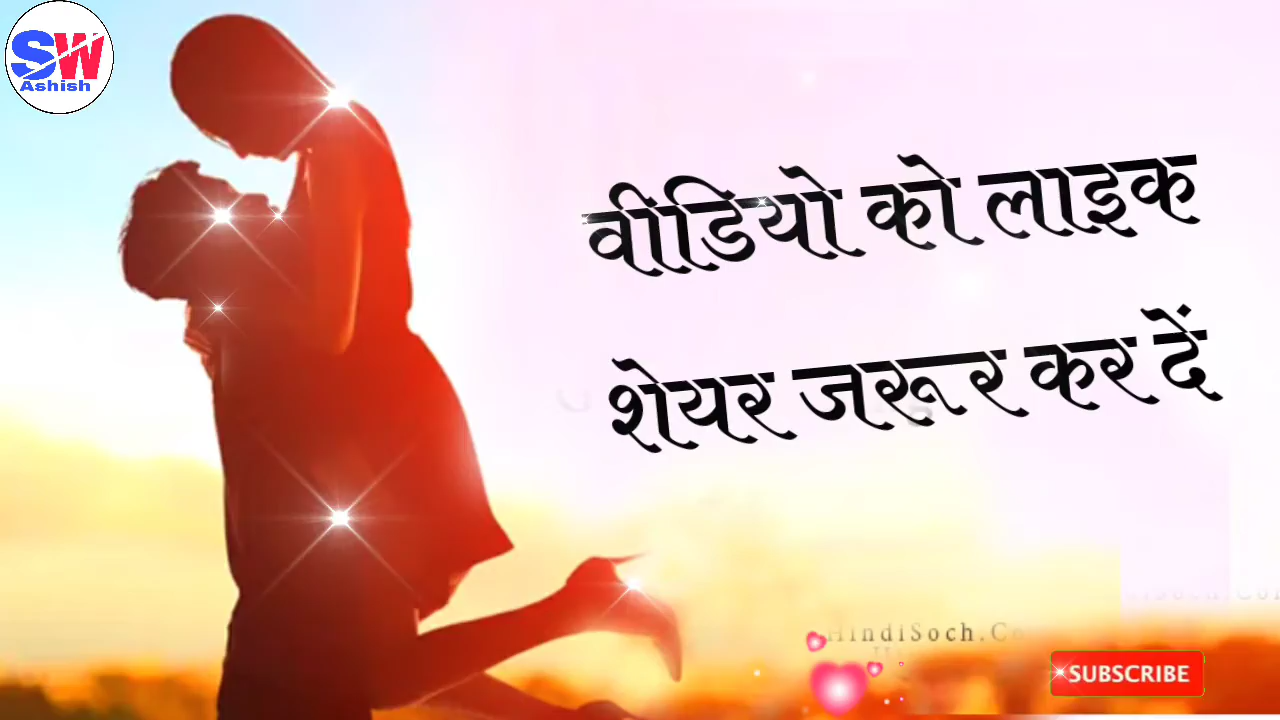 SW
Ashish
वीडियो को लाइक
शेयर जरूर कर दें
HindiSoch.Co
SUBSCRIBE